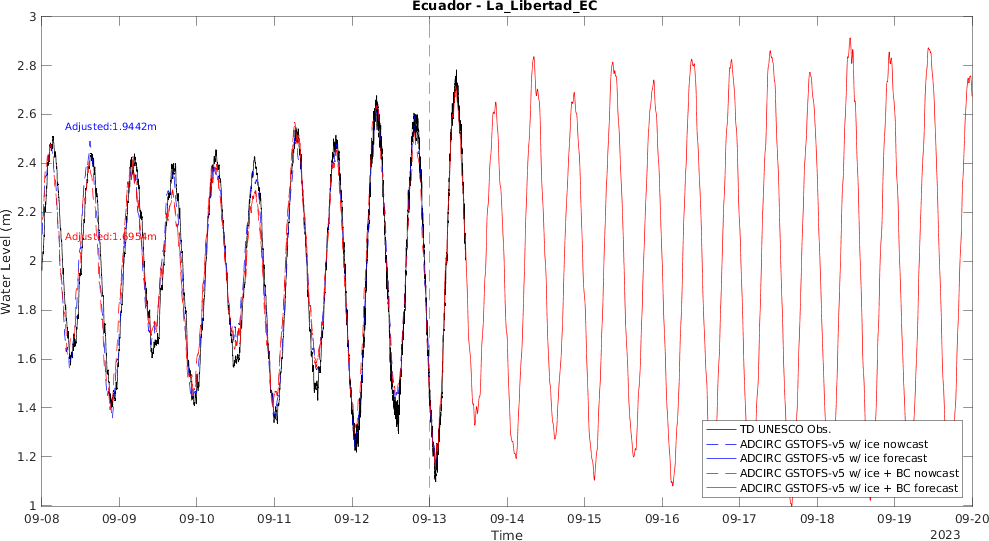 Ecuador - La_Libertad_EC
3
2.8
2.6
2.4
2.2
2
1.8
1.6
1.4
1.2
1
Water Level (m)
Adjusted:1.9442m
Adjusted:1.6954m
TD UNESCO Obs.
ADCIRC GSTOFS-v5 w/ ice nowcast
ADCIRC GSTOFS-v5 w/ ice forecast
ADCIRC GSTOFS-v5 w/ ice + BC nowcast
ADCIRC GSTOFS-v5 w/ ice + BC forecast
09-08 09-09 09-10 09-11 09-12 09-13 09-14 09-15 09-16 09-17 09-18 09-19 09-20
Time
2023